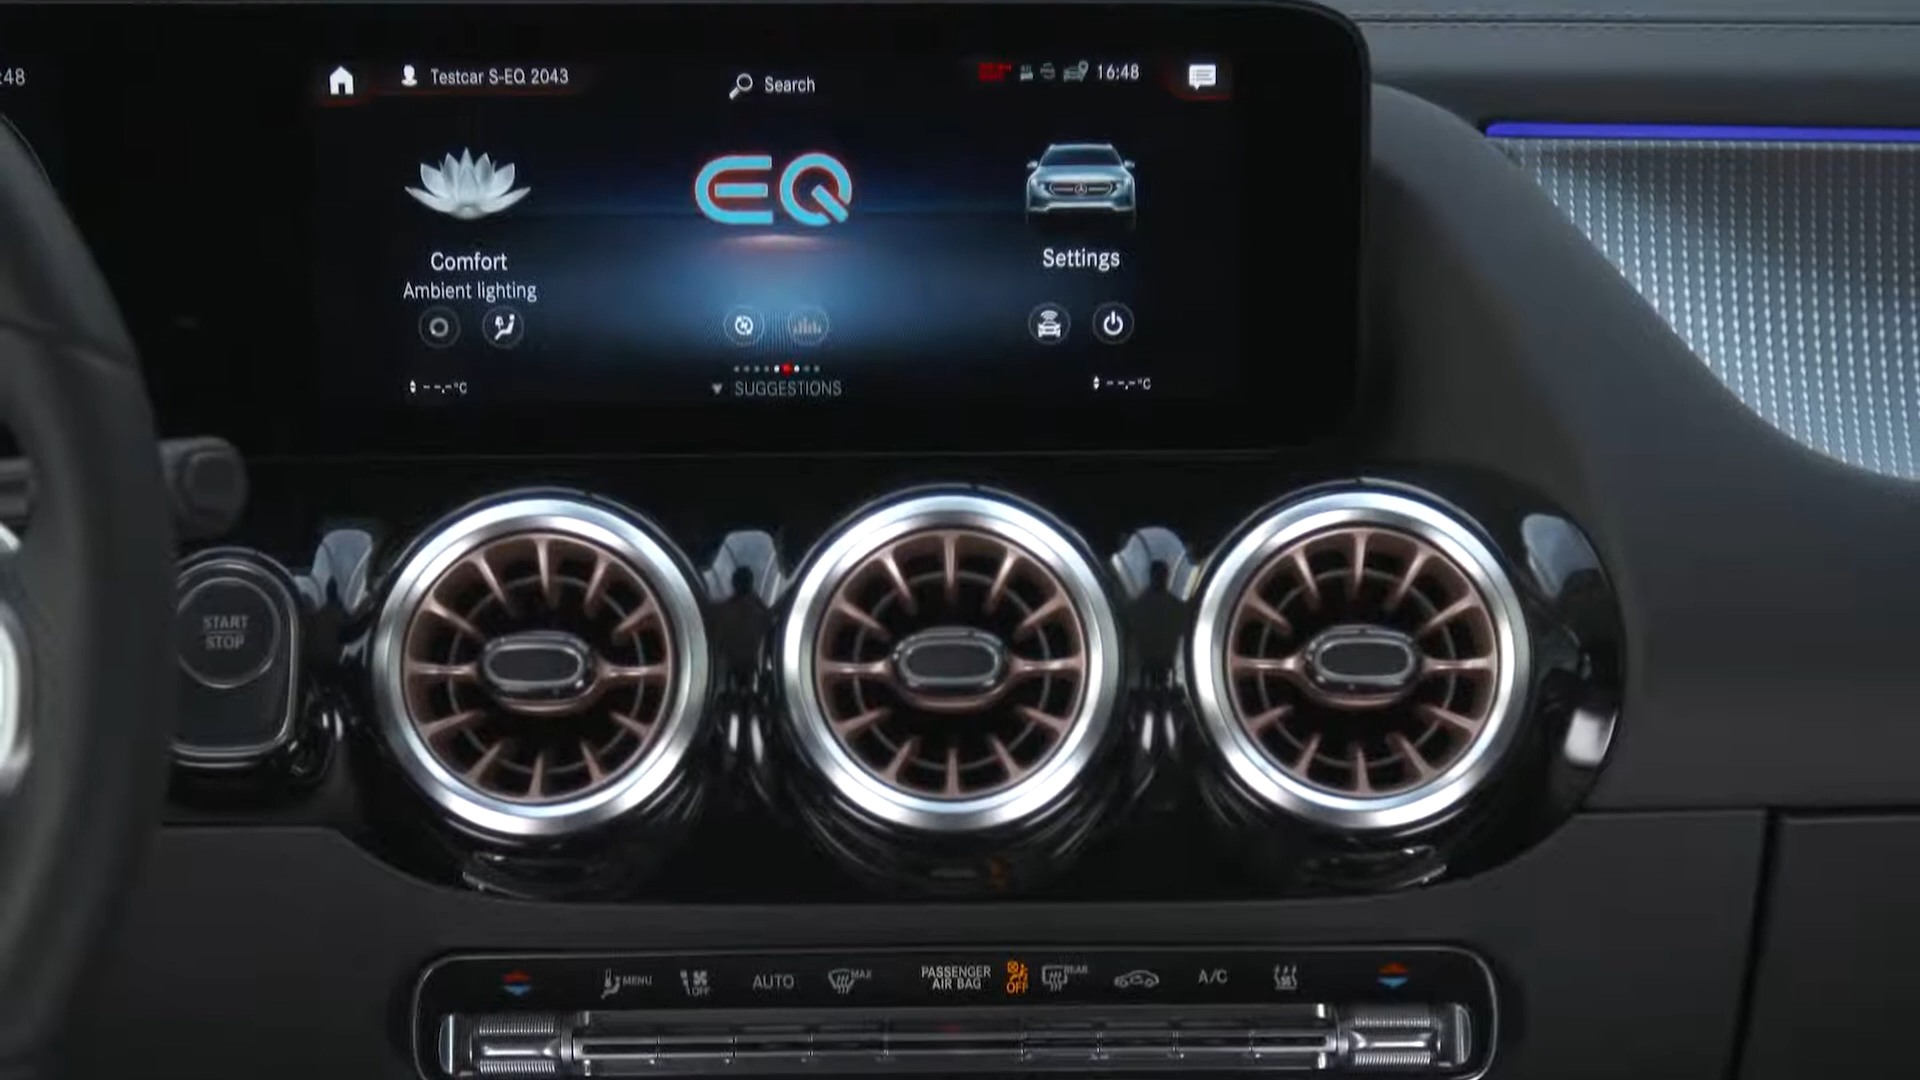 :48
Testcar S-EQ 2043
Search
16:48
EQ
Comfort
Ambient lighting
Settings
--,-°C
SUGGESTIONS
--,-°C
START
STOP
MENU
OFF
AUTO
MAX
PASSENGER
AIR BAG
OFF
REAR
A/C